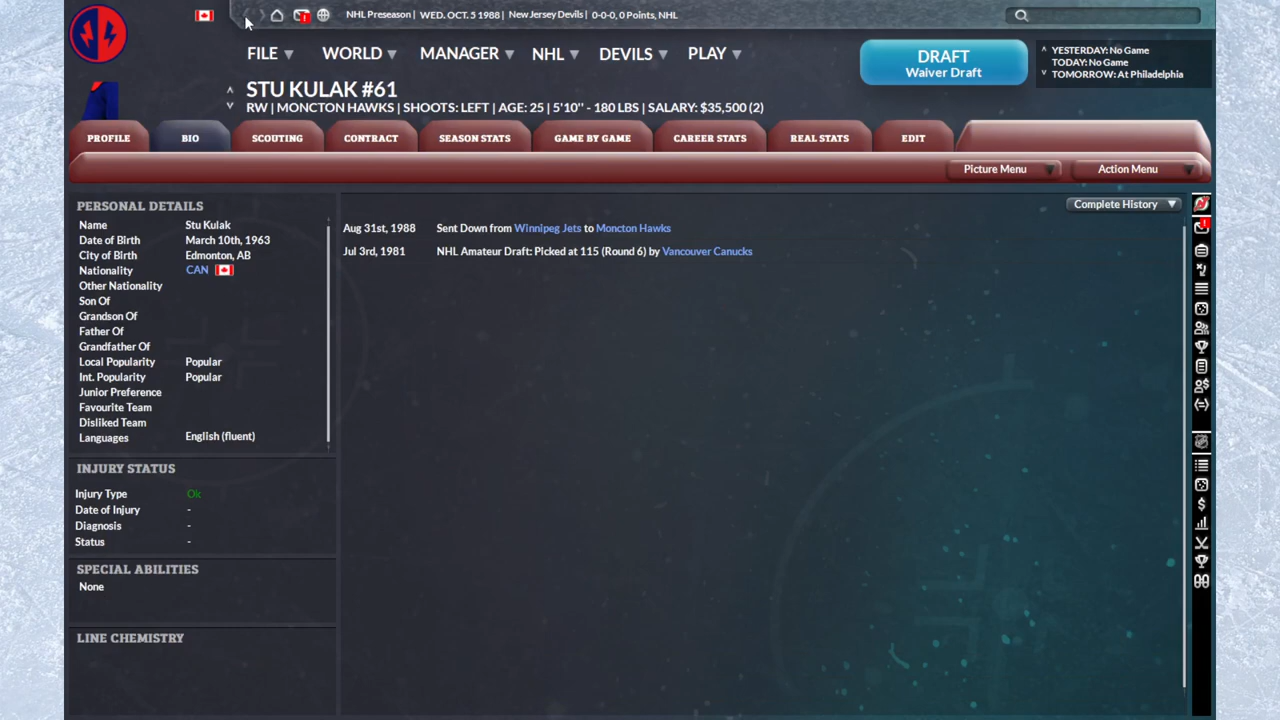 NHL Preseason | WED. OCT. 5 1988 | New Jersey Devils | 0-0-0, 0 Points, NHL
FILE WORLD MANAGER NHL DEVILS PLAY
DRAFT
Waiver Draft
YESTERDAY: No Game
TODAY: No Game
TOMORROW: At Philadelphia
STU KULAK #61
RW | MONCTON HAWKS | SHOOTS: LEFT | AGE: 25 | 5'10" - 180 LBS | SALARY: $35,500 (2)
PROFILE BIO SCOUTING CONTRACT SEASON STATS GAME BY GAME CAREER STATS REAL STATS EDIT
Picture Menu Action Menu
PERSONAL DETAILS
Name Stu Kulak
Date of Birth March 10th, 1963
City of Birth Edmonton, AB
Nationality CAN
Other Nationality
Son Of
Grandson Of
Father Of
Grandfather Of
Local Popularity Popular
Int. Popularity Popular
Junior Preference
Favourite Team
Disliked Team
Languages English (fluent)
INJURY STATUS
Injury Type Ok
Date of Injury -
Diagnosis -
Status -
SPECIAL ABILITIES
None
LINE CHEMISTRY
Complete History
Aug 31st, 1988 Sent Down from Winnipeg Jets to Moncton Hawks
Jul 3rd, 1981 NHL Amateur Draft: Picked at 115 (Round 6) by Vancouver Canucks